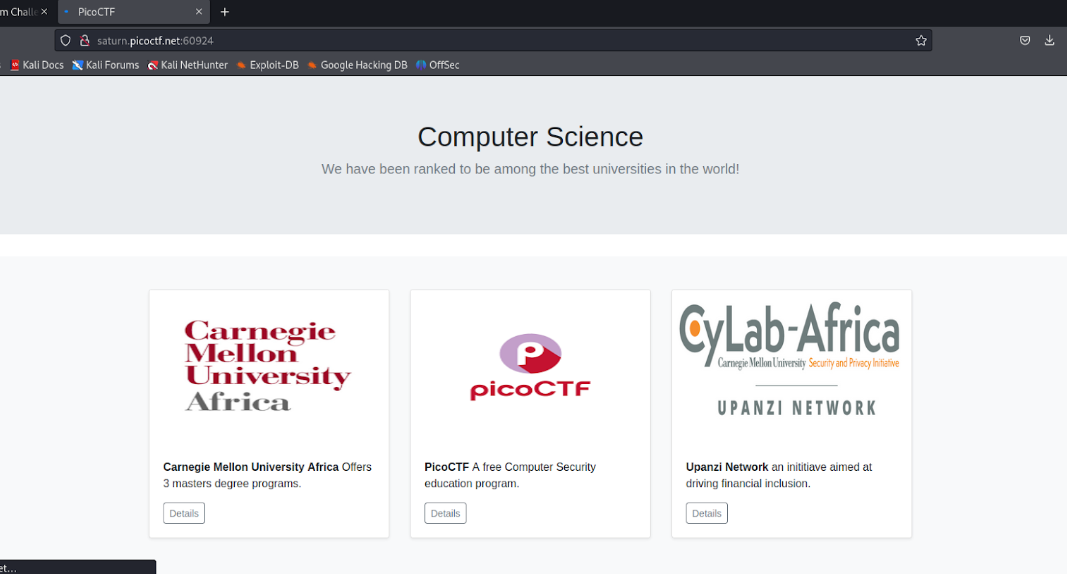 m Challe
PicoCTF
saturn.picoctf.net:60924
Kali Docs
Kali Forums
Kali NetHunter
Exploit-DB
Google Hacking DB
OffSec
Computer Science
We have been ranked to be among the best universities in the world!
Carnegie
Mellon
University
Africa
Carnegie Mellon University Africa Offers
3 masters degree programs.
Details
P
picoCTF
PicoCTF A free Computer Security
education program.
Details
CyLab-Africa
Carnegie Mellon University Security and Privacy Initiative
UPANZI NETWORK
Upanzi Network an inititiave aimed at
driving financial inclusion.
Details
et...